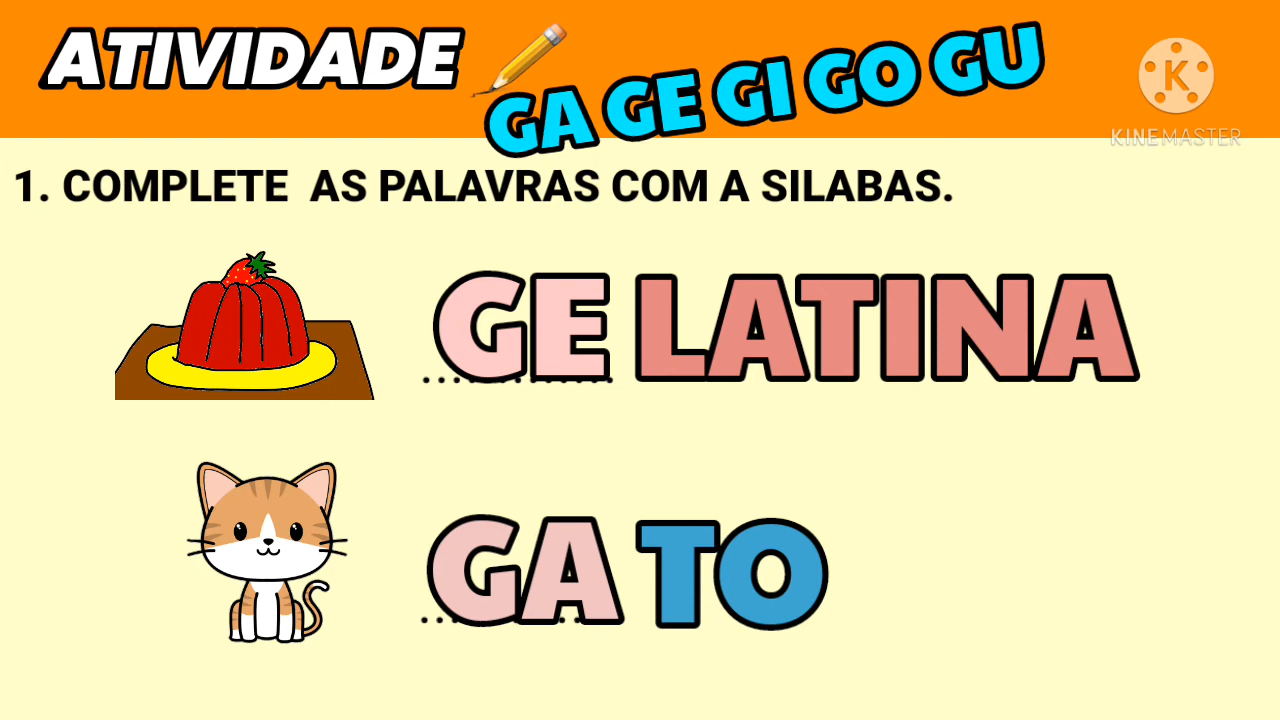 ATIVIDADE
GA GE GI GO GU
K
KINEMASTER
1. COMPLETE AS PALAVRAS COM A SILABAS.
GE LATINA
GA TO